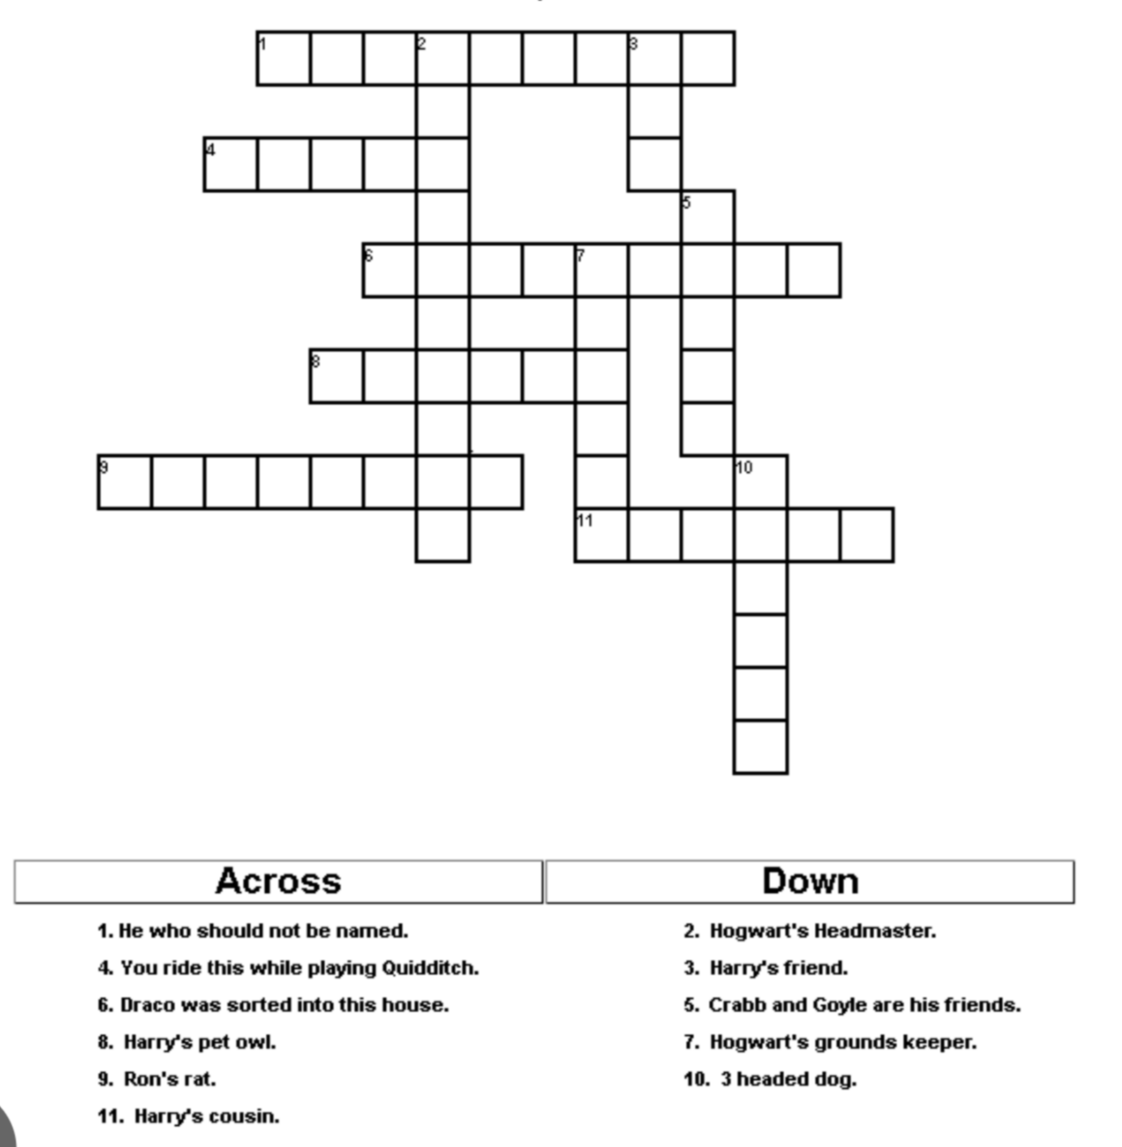 1 2 3
4
5
6 7
8
9 10
11
Across Down
1. He who should not be named. 2. Hogwart's Headmaster.
4. You ride this while playing Quidditch. 3. Harry's friend.
6. Draco was sorted into this house. 5. Crabb and Goyle are his friends.
8. Harry's pet owl. 7. Hogwart's grounds keeper.
9. Ron's rat. 10. 3 headed dog.
11. Harry's cousin.